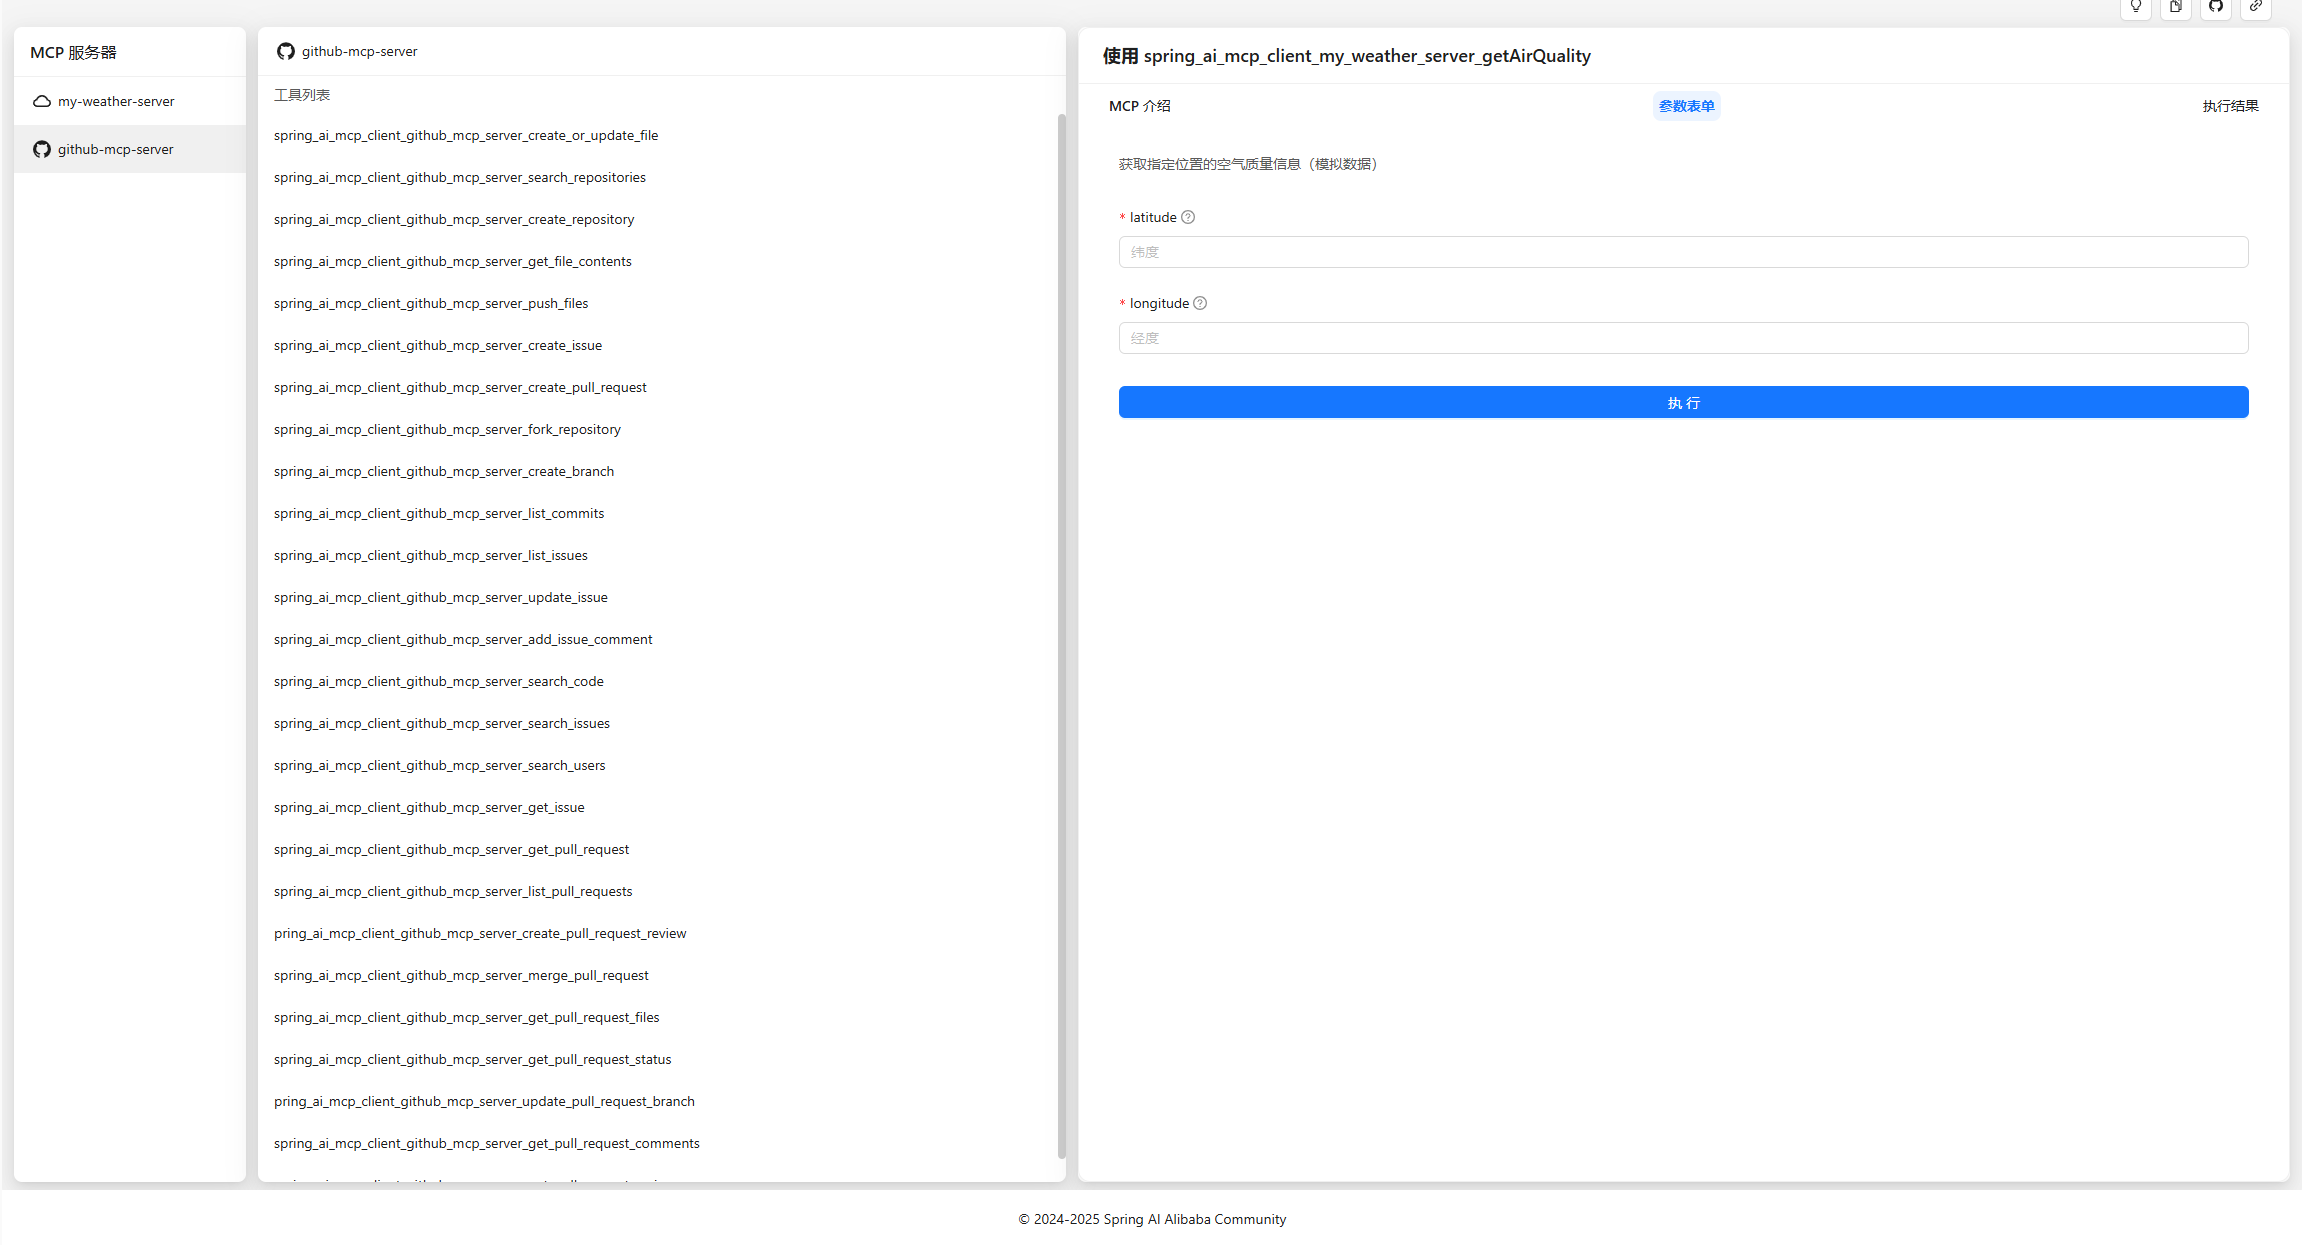 MCP 服务器
my-weather-server
github-mcp-server
github-mcp-server
工具列表
spring_ai_mcp_client_github_mcp_server_create_or_update_file
spring_ai_mcp_client_github_mcp_server_search_repositories
spring_ai_mcp_client_github_mcp_server_create_repository
spring_ai_mcp_client_github_mcp_server_get_file_contents
spring_ai_mcp_client_github_mcp_server_push_files
spring_ai_mcp_client_github_mcp_server_create_issue
spring_ai_mcp_client_github_mcp_server_create_pull_request
spring_ai_mcp_client_github_mcp_server_fork_repository
spring_ai_mcp_client_github_mcp_server_create_branch
spring_ai_mcp_client_github_mcp_server_list_commits
spring_ai_mcp_client_github_mcp_server_list_issues
spring_ai_mcp_client_github_mcp_server_update_issue
spring_ai_mcp_client_github_mcp_server_add_issue_comment
spring_ai_mcp_client_github_mcp_server_search_code
spring_ai_mcp_client_github_mcp_server_search_issues
spring_ai_mcp_client_github_mcp_server_search_users
spring_ai_mcp_client_github_mcp_server_get_issue
spring_ai_mcp_client_github_mcp_server_get_pull_request
spring_ai_mcp_client_github_mcp_server_list_pull_requests
pring_ai_mcp_client_github_mcp_server_create_pull_request_review
spring_ai_mcp_client_github_mcp_server_merge_pull_request
spring_ai_mcp_client_github_mcp_server_get_pull_request_files
spring_ai_mcp_client_github_mcp_server_get_pull_request_status
pring_ai_mcp_client_github_mcp_server_update_pull_request_branch
spring_ai_mcp_client_github_mcp_server_get_pull_request_comments
使用 spring_ai_mcp_client_my_weather_server_getAirQuality
MCP 介绍
参数表单
执行结果
获取指定位置的空气质量信息（模拟数据）
* latitude
纬度
* longitude
经度
执 行
© 2024-2025 Spring AI Alibaba Community